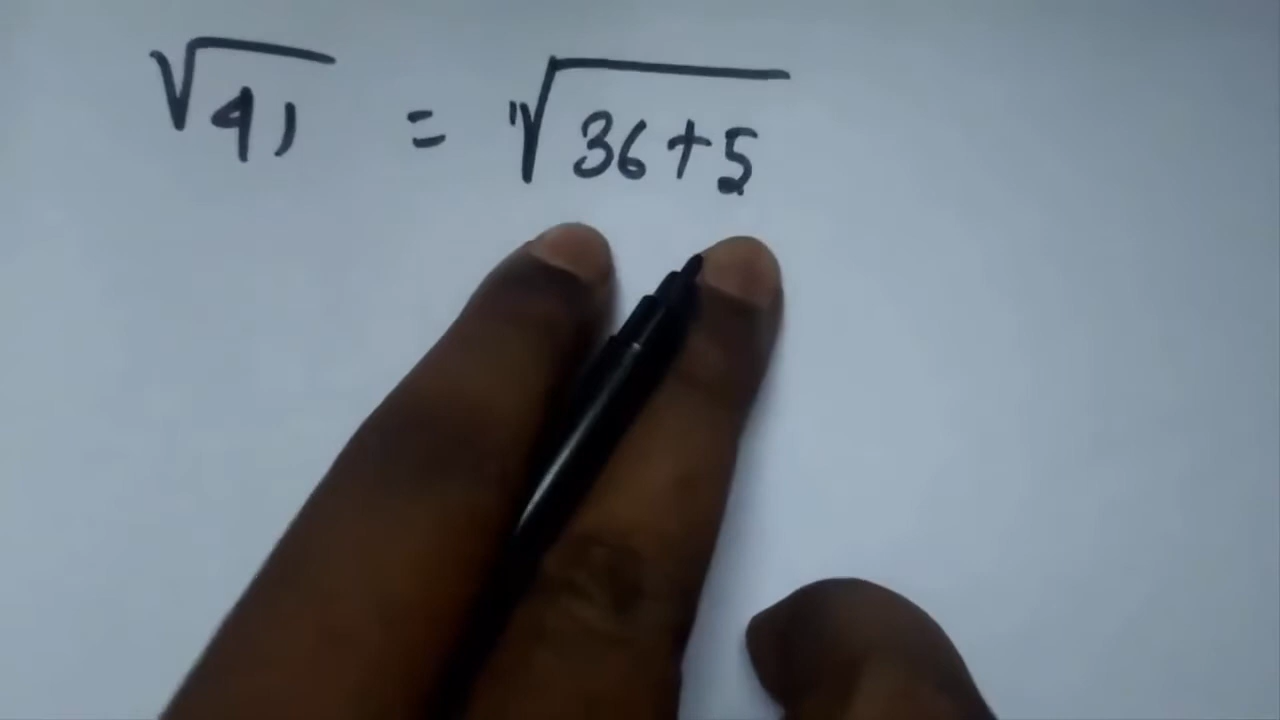 √41 = √36+5